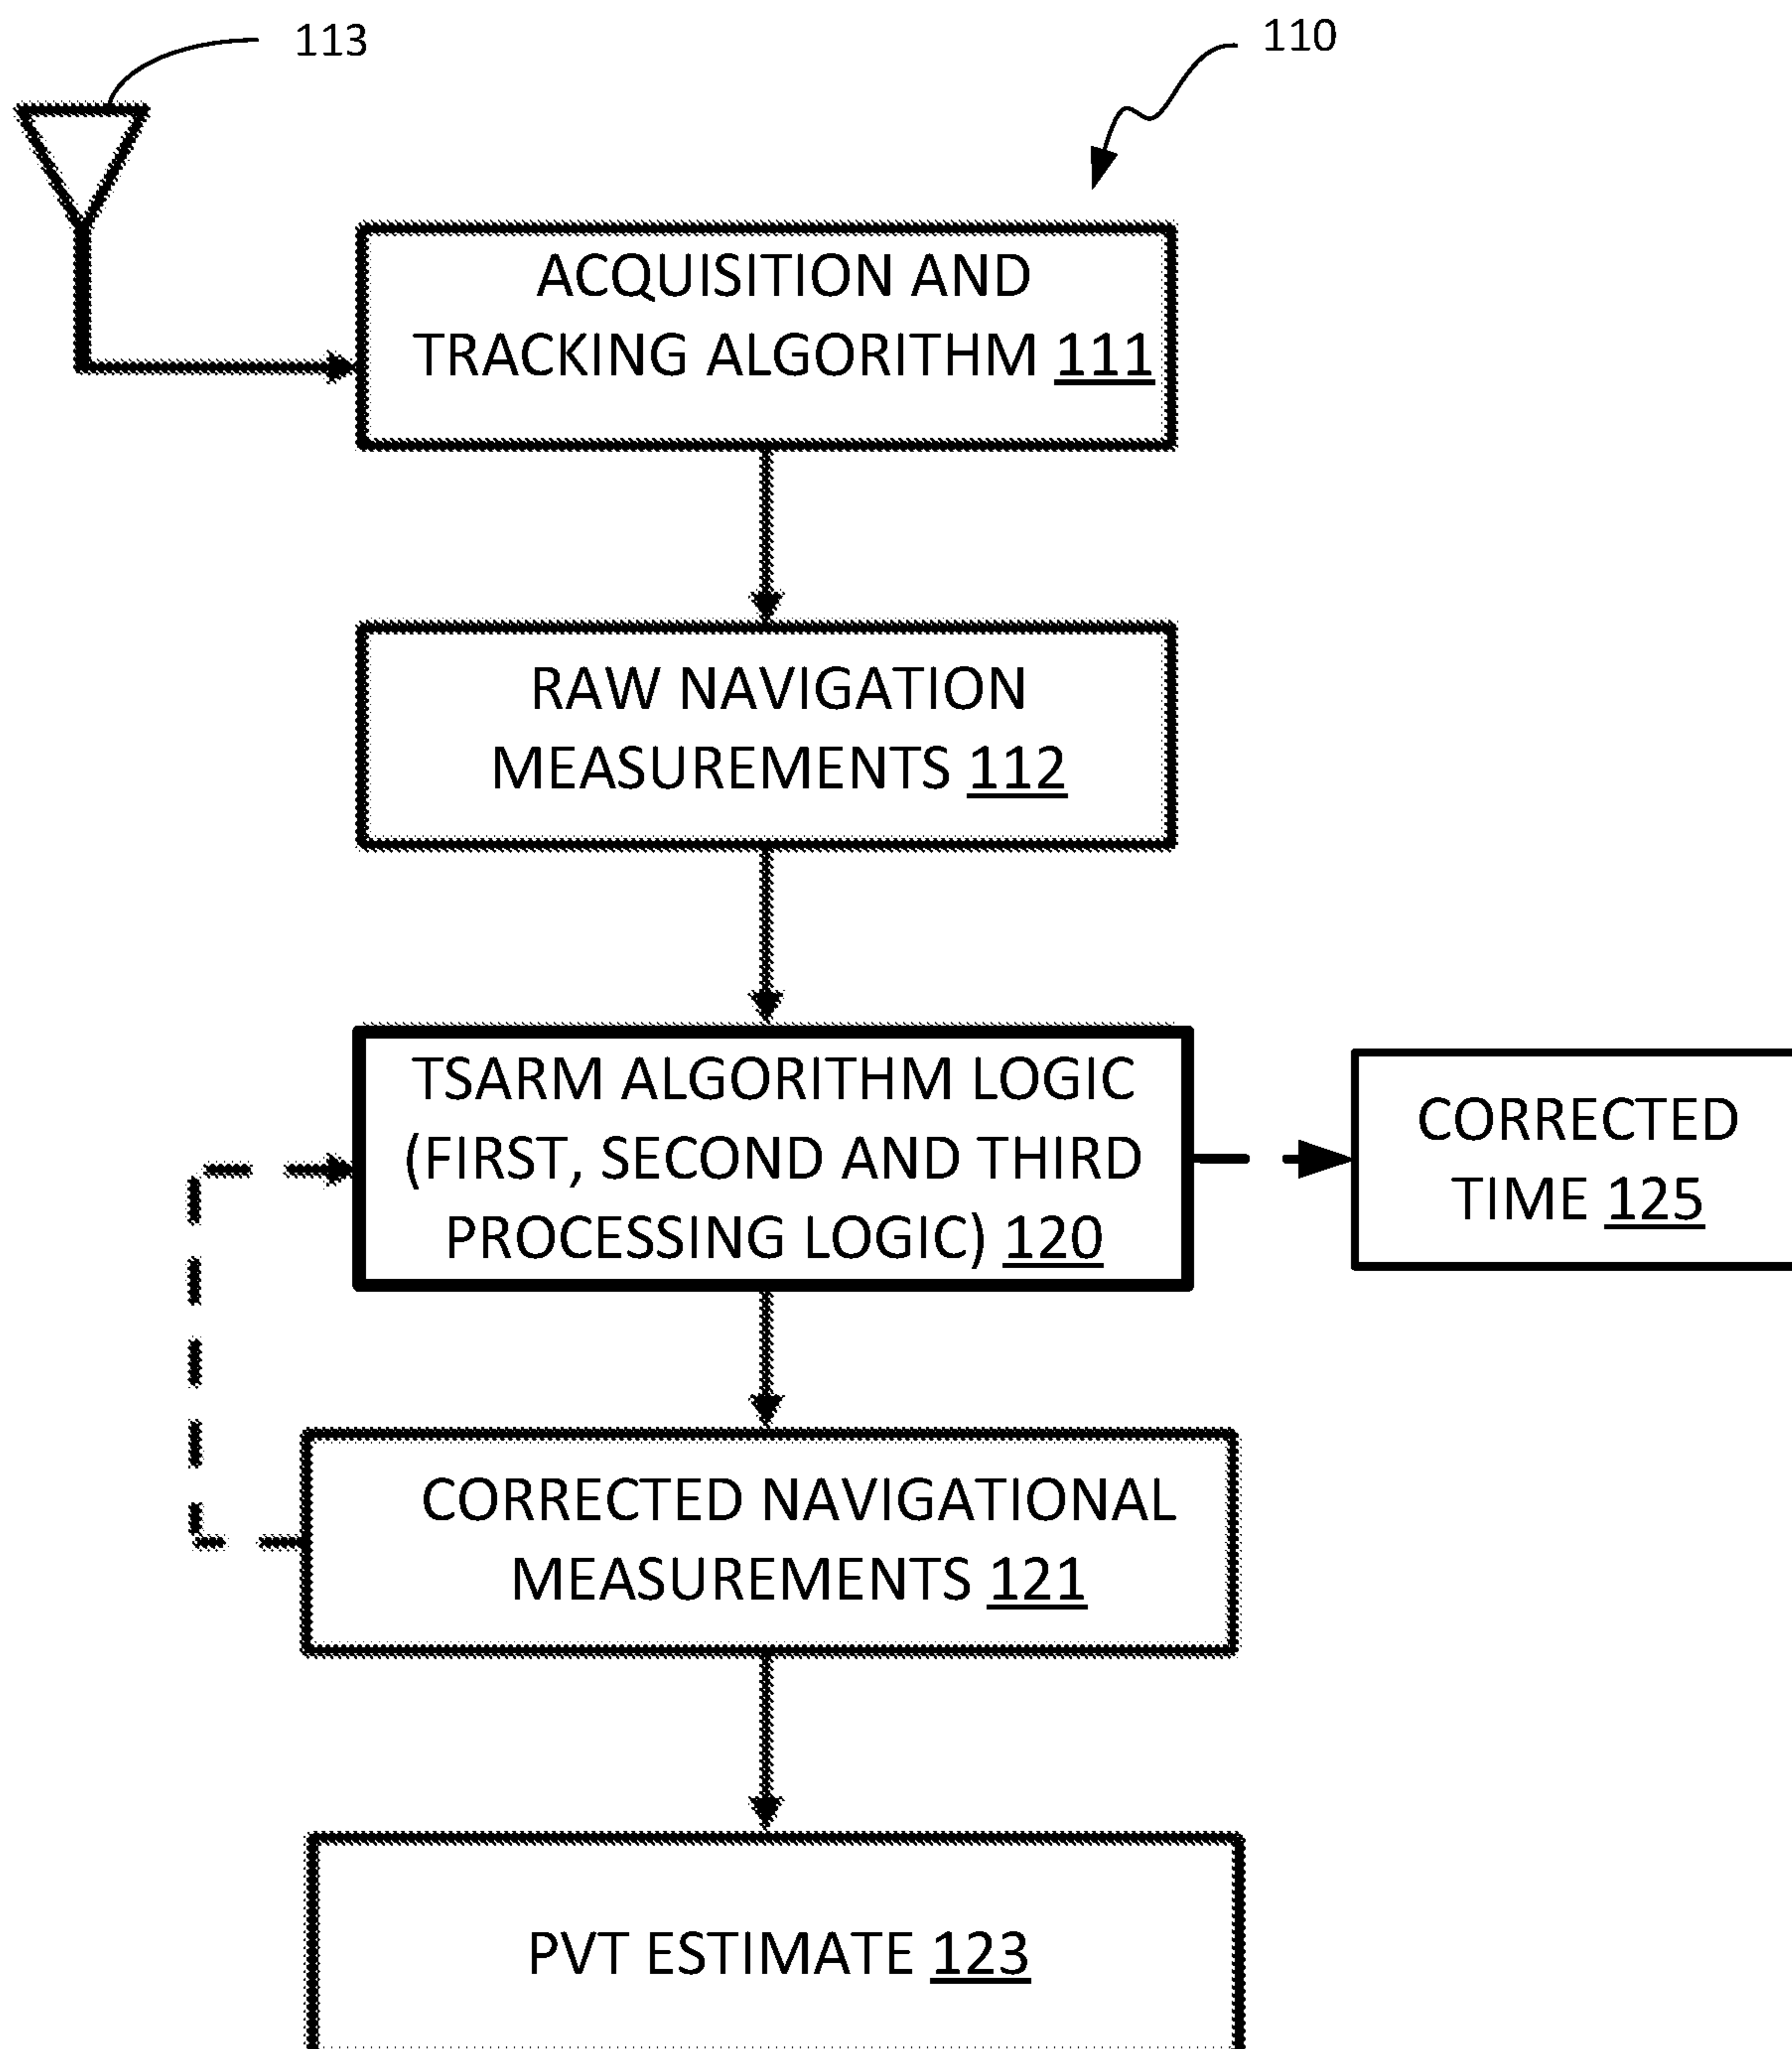 113
110
ACQUISITION AND
TRACKING ALGORITHM 111
RAW NAVIGATION
MEASUREMENTS 112
TSARM ALGORITHM LOGIC
(FIRST, SECOND AND THIRD
PROCESSING LOGIC) 120
CORRECTED
TIME 125
CORRECTED NAVIGATIONAL
MEASUREMENTS 121
PVT ESTIMATE 123